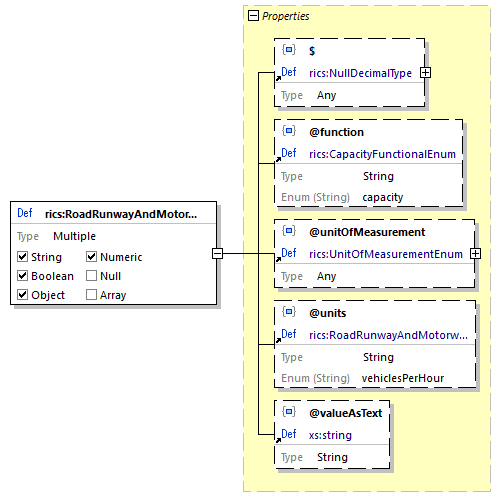 Properties
{ } $
Def rics:NullDecimalType
Type Any
{ } @function
Def rics:CapacityFunctionalEnum
Type String
Enum (String) capacity
Def rics:RoadRunwayAndMotor...
Type Multiple
String Numeric
Boolean Null
Object Array
{ } @unitOfMeasurement
Def rics:UnitOfMeasurementEnum
Type Any
{ } @units
Def rics:RoadRunwayAndMotorw...
Type String
Enum (String) vehiclesPerHour
{ } @valueAsText
Def xs:string
Type String